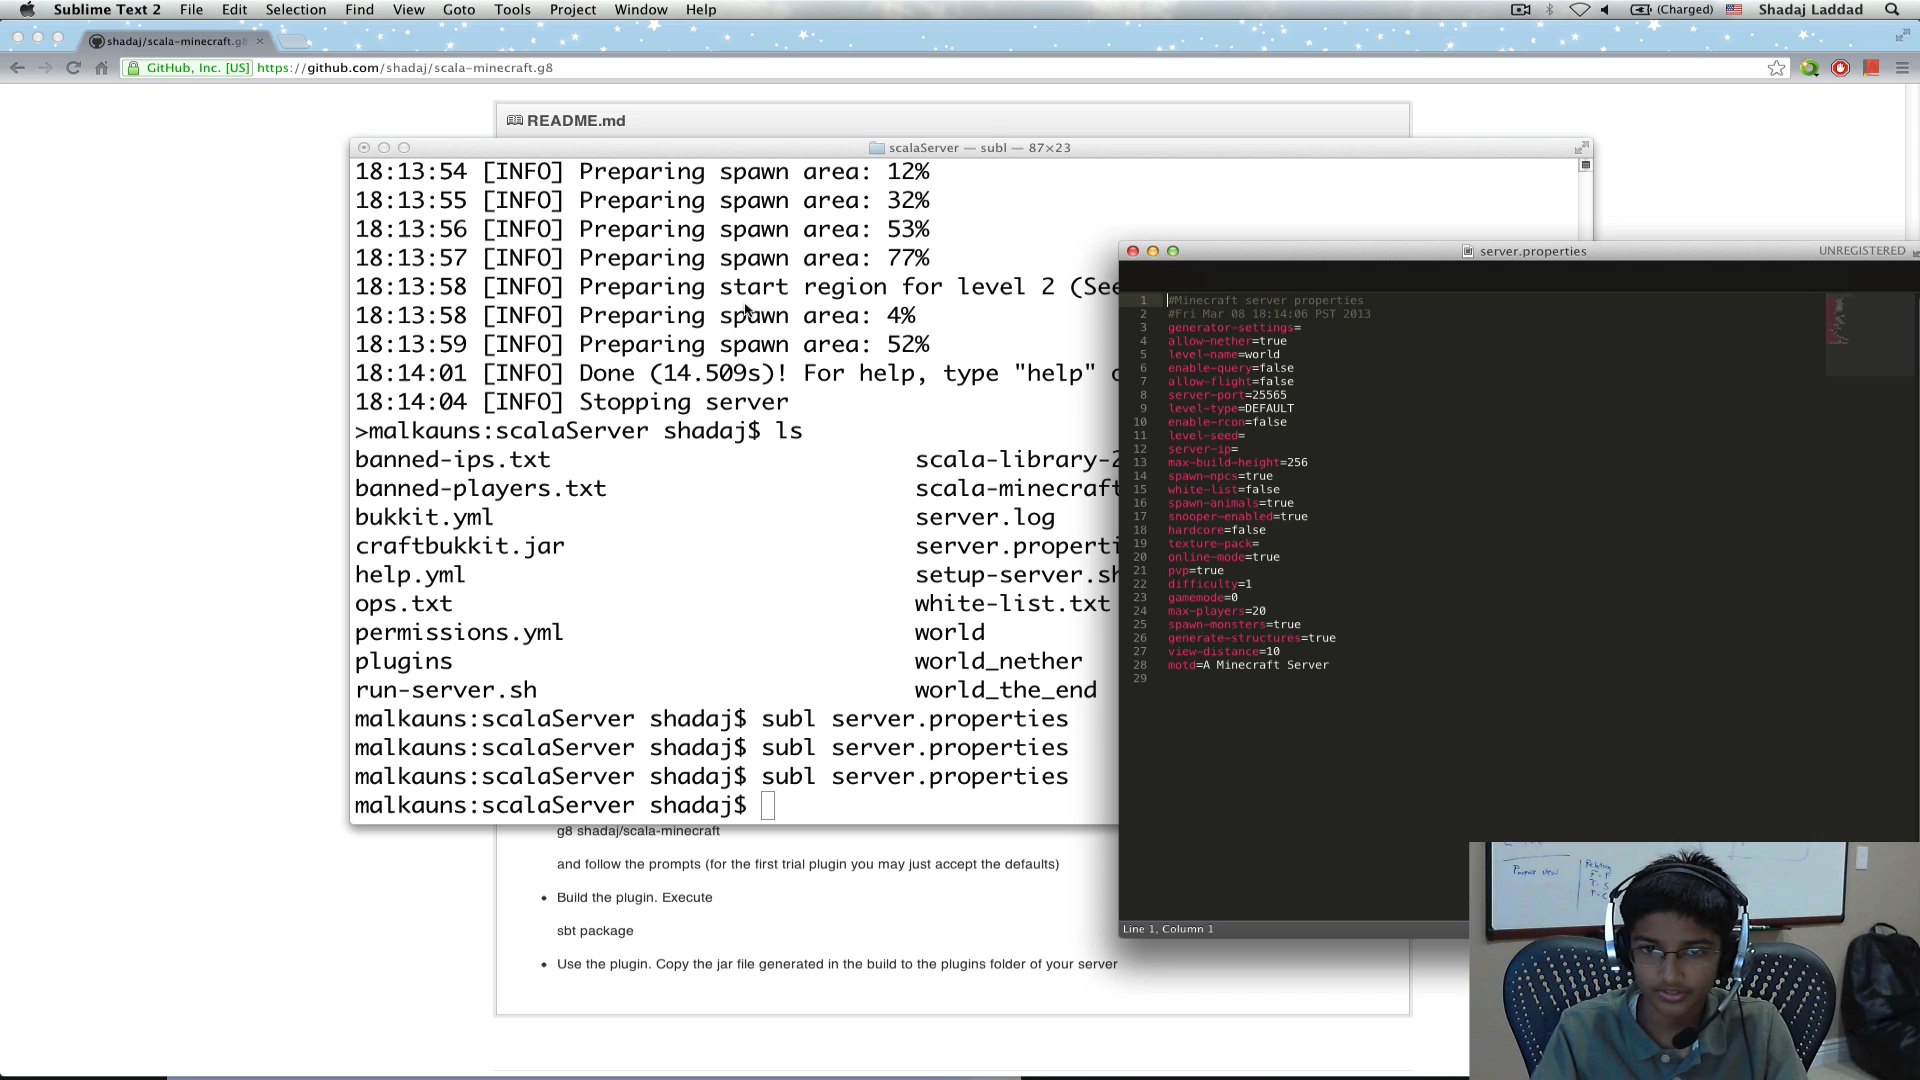 Sublime Text 2 File Edit Selection Find View Goto Tools Project Window Help (Charged) Shadaj Laddad
shadaj/scala-minecraft.g8
GitHub, Inc. [US] https://github.com/shadaj/scala-minecraft.g8
README.md
scalaServer — subl — 87×23
18:13:54 [INFO] Preparing spawn area: 12%
18:13:55 [INFO] Preparing spawn area: 32%
18:13:56 [INFO] Preparing spawn area: 53%
18:13:57 [INFO] Preparing spawn area: 77%
18:13:58 [INFO] Preparing start region for level 2 (See
18:13:58 [INFO] Preparing spawn area: 4%
18:13:59 [INFO] Preparing spawn area: 52%
18:14:01 [INFO] Done (14.509s)! For help, type "help"
18:14:04 [INFO] Stopping server
>malkauns:scalaServer shadaj$ ls
banned-ips.txt scala-library-2
banned-players.txt scala-minecraft
bukkit.yml server.log
craftbukkit.jar server.properti
help.yml setup-server.sh
ops.txt white-list.txt
permissions.yml world
plugins world_nether
run-server.sh world_the_end
malkauns:scalaServer shadaj$ subl server.properties
malkauns:scalaServer shadaj$ subl server.properties
malkauns:scalaServer shadaj$ subl server.properties
malkauns:scalaServer shadaj$
server.properties UNREGISTERED
1 #Minecraft server properties
2 #Fri Mar 08 18:14:06 PST 2013
3 generator-settings=
4 allow-nether=true
5 level-name=world
6 enable-query=false
7 allow-flight=false
8 server-port=25565
9 level-type=DEFAULT
10 enable-rcon=false
11 level-seed=
12 server-ip=
13 max-build-height=256
14 spawn-npcs=true
15 white-list=false
16 spawn-animals=true
17 snooper-enabled=true
18 hardcore=false
19 texture-pack=
20 online-mode=true
21 pvp=true
22 difficulty=1
23 gamemode=0
24 max-players=20
25 spawn-monsters=true
26 generate-structures=true
27 view-distance=10
28 motd=A Minecraft Server
29
Line 1, Column 1
g8 shadaj/scala-minecraft
and follow the prompts (for the first trial plugin you may just accept the defaults)
• Build the plugin. Execute
sbt package
• Use the plugin. Copy the jar file generated in the build to the plugins folder of your server